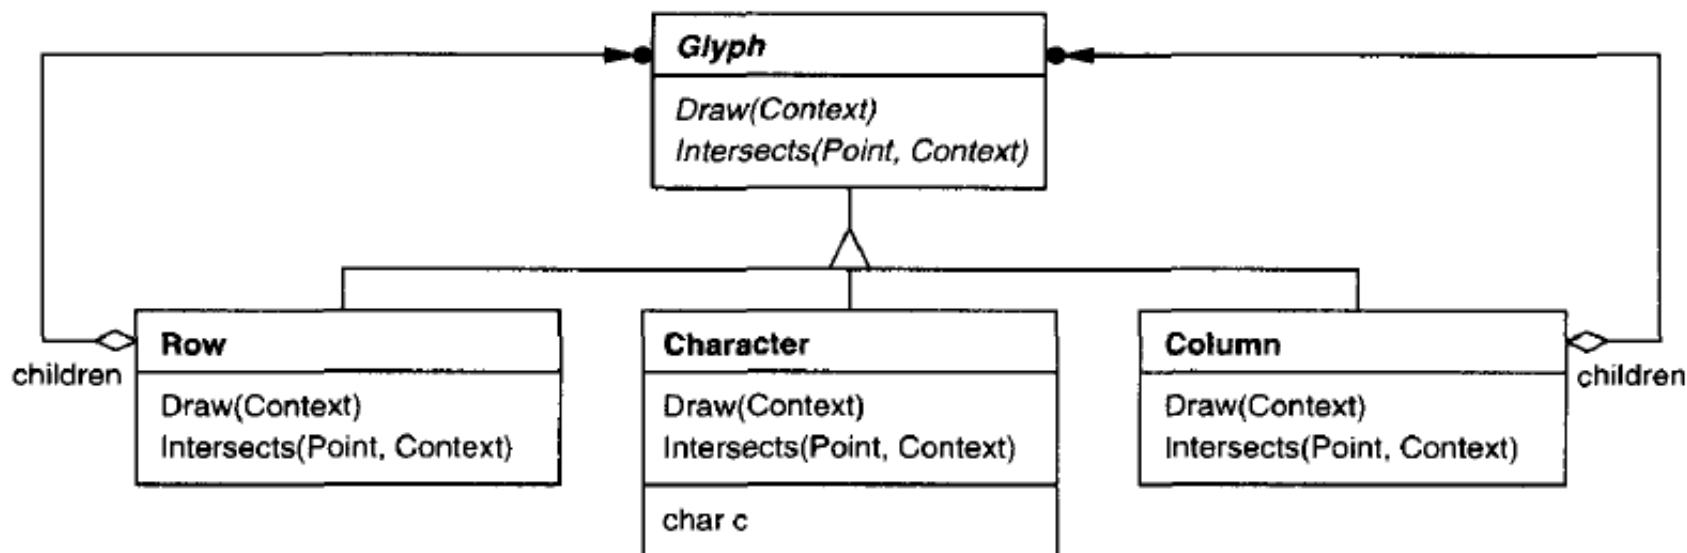 Glyph
Draw(Context)
Intersects(Point, Context)
Row
Draw(Context)
Intersects(Point, Context)
children
Character
Draw(Context)
Intersects(Point, Context)
char c
Column
Draw(Context)
Intersects(Point, Context)
children